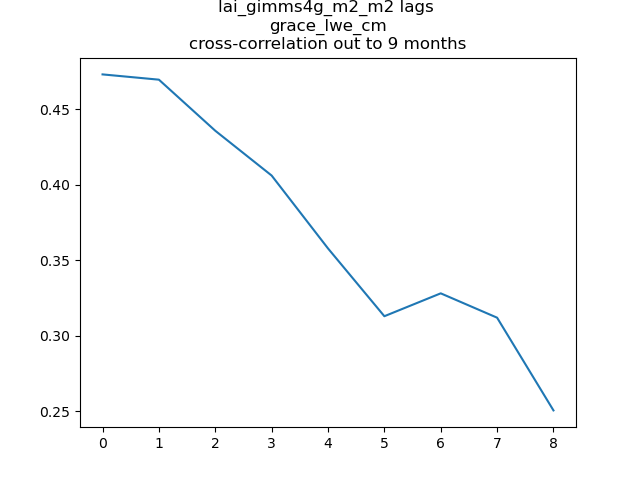 lai_gimms4g_m2_m2 lags
grace_lwe_cm
cross-correlation out to 9 months
0.45
0.40
0.35
0.30
0.25
0 1 2 3 4 5 6 7 8